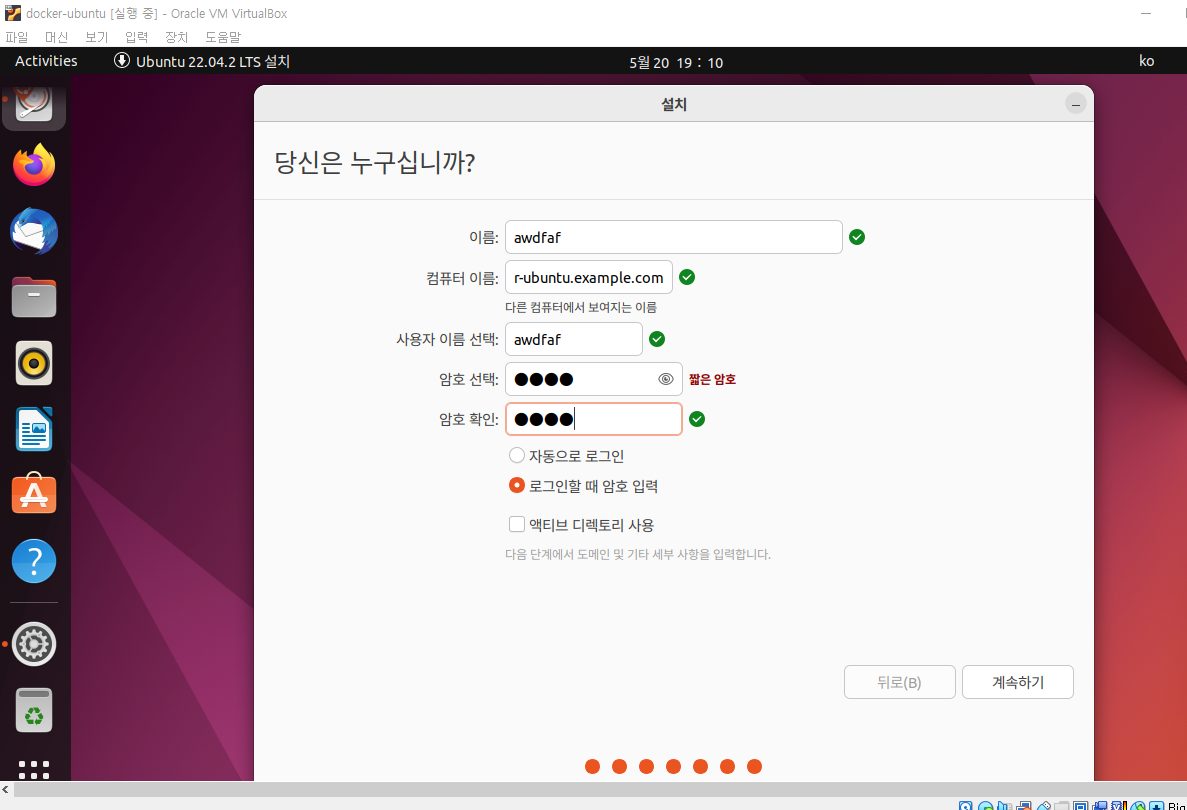 docker-ubuntu [실행 중] - Oracle VM VirtualBox
파일 머신 보기 입력 장치 도움말
Activities Ubuntu 22.04.2 LTS 설치 5월 20 19 : 10 ko
설치
당신은 누구십니까?
이름: awdfaf
컴퓨터 이름: r-ubuntu.example.com
다른 컴퓨터에서 보여지는 이름
사용자 이름 선택: awdfaf
암호 선택: ●●●● 짧은 암호
암호 확인: ●●●●
자동으로 로그인
로그인할 때 암호 입력
액티브 디렉토리 사용
다음 단계에서 도메인 및 기타 세부 사항을 입력합니다.
뒤로(B) 계속하기